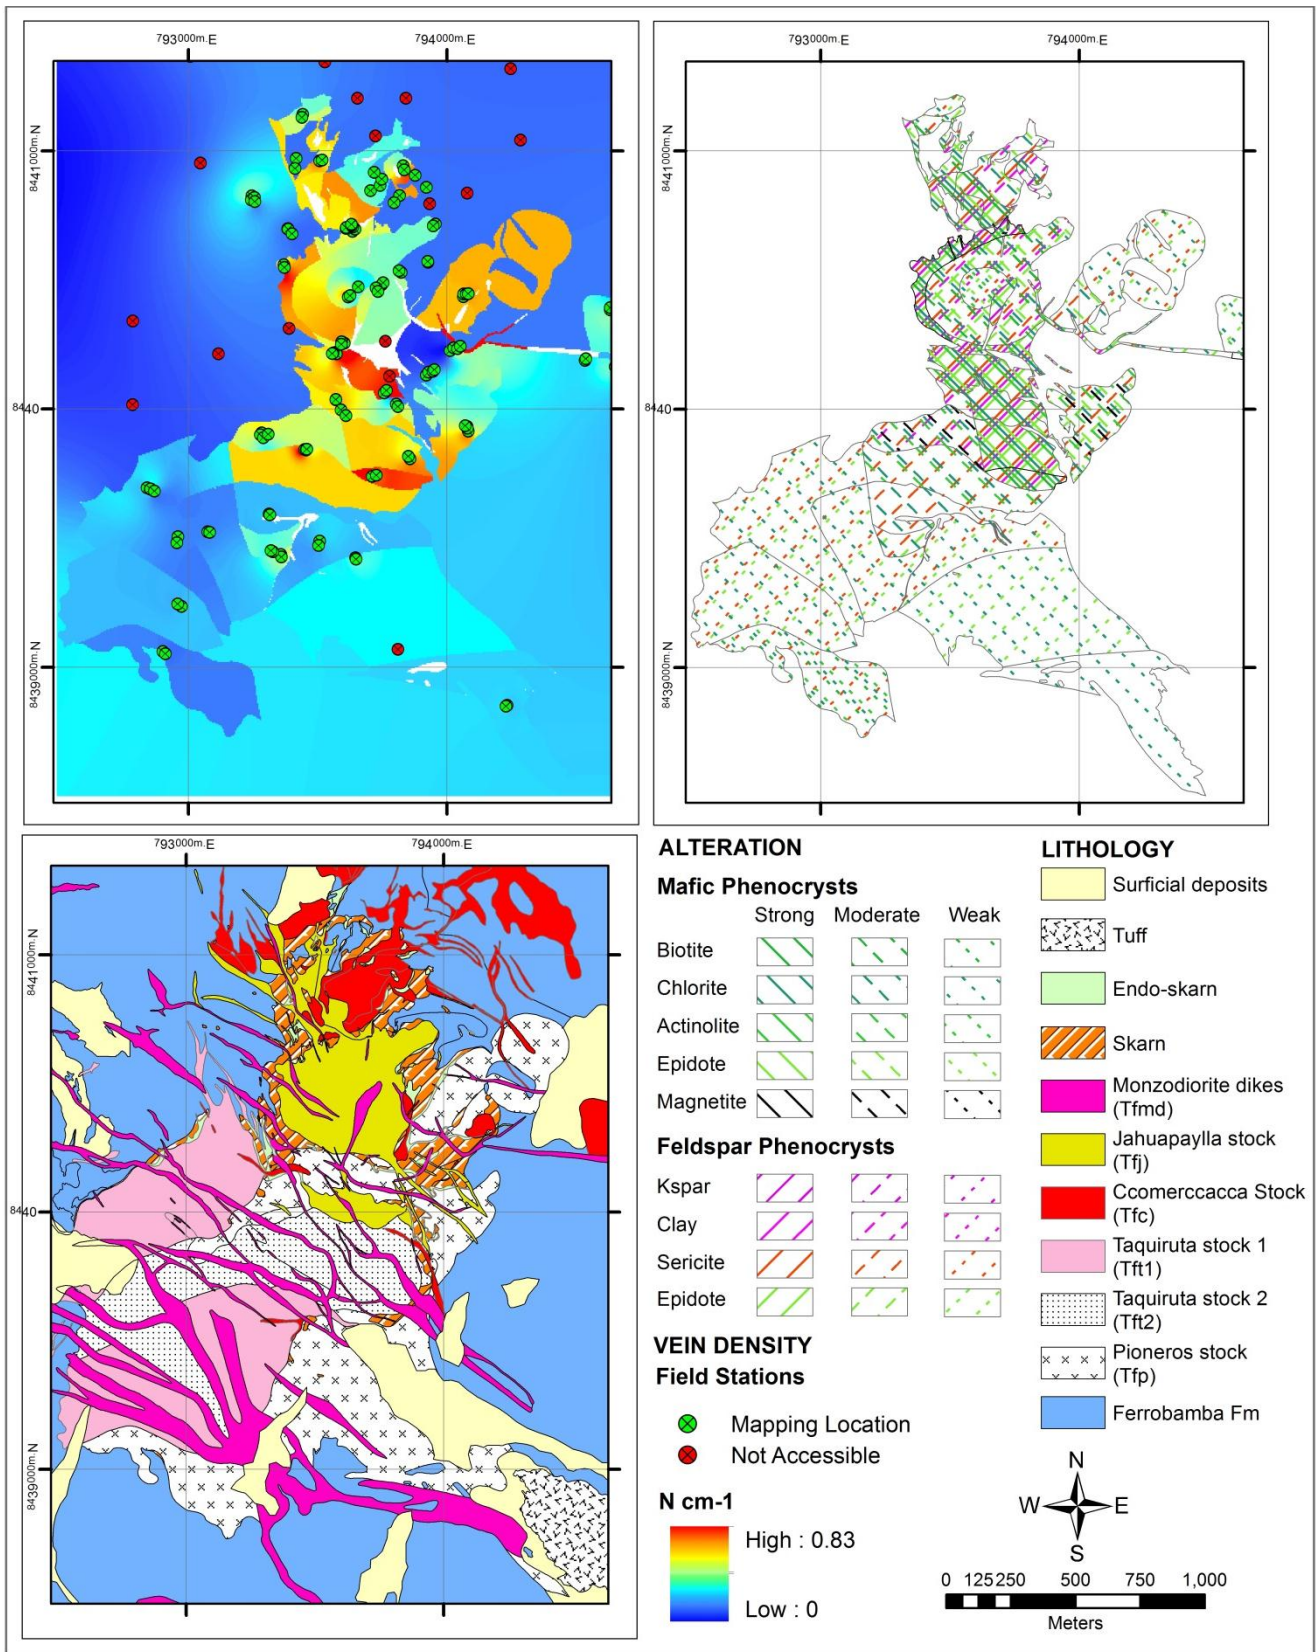 793000m.E
794000m.E
793000m.E
794000m.E
8441000m.N
8440
8439000m.N
8441000m.N
8440
8439000m.N
793000m.E
794000m.E
8441000m.N
8440
8439000m.N
ALTERATION
Mafic Phenocrysts
Strong Moderate Weak
Biotite
Chlorite
Actinolite
Epidote
Magnetite
Feldspar Phenocrysts
Kspar
Clay
Sericite
Epidote
VEIN DENSITY
Field Stations
Mapping Location
Not Accessible
N cm-1
High : 0.83
Low : 0
LITHOLOGY
Surficial deposits
Tuff
Endo-skarn
Skarn
Monzodiorite dikes
(Tfmd)
Jahuapaylla stock
(Tfj)
Ccomerccacca Stock
(Tfc)
Taquiruta stock 1
(Tft1)
Taquiruta stock 2
(Tft2)
Pioneros stock
(Tfp)
Ferrobamba Fm
N
W E
S
0 125 250 500 750 1,000
Meters